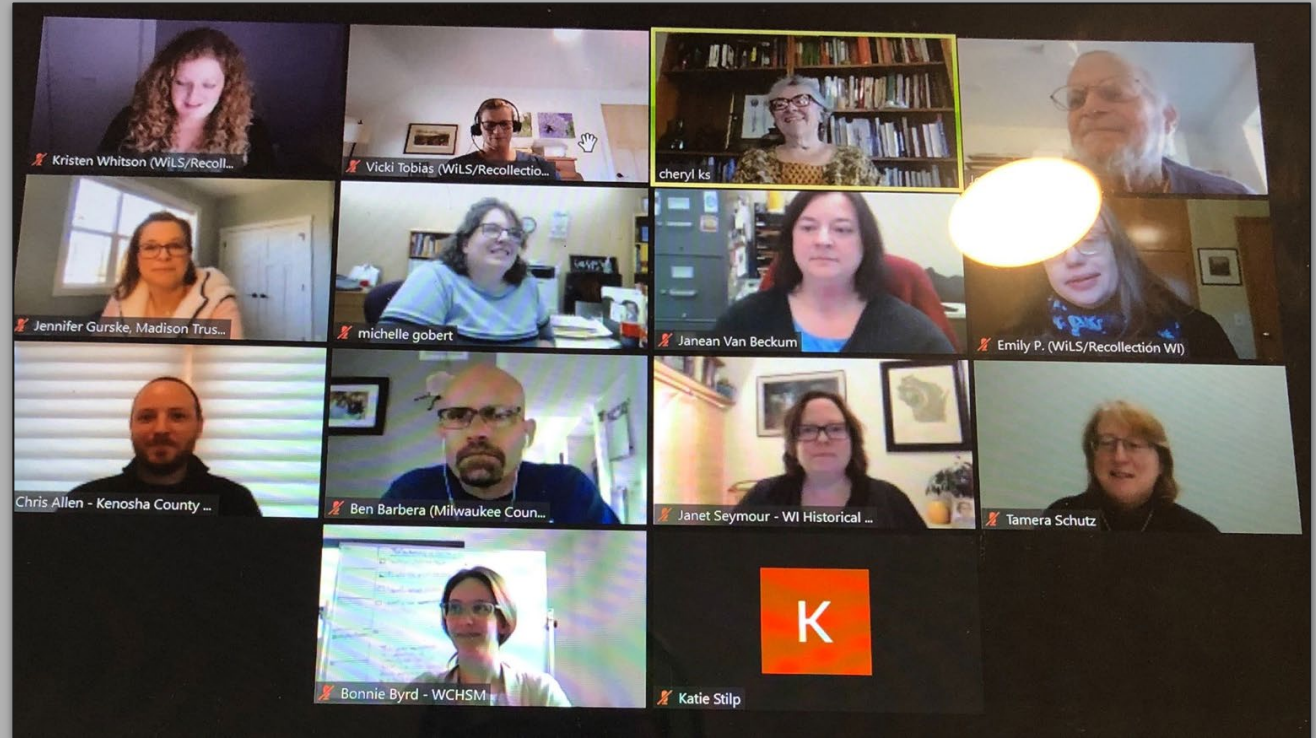 Kristen Whitson (WiLS/Recoll...
Vicki Tobias (WiLS/Recollectio...
cheryl ks
Jennifer Gurske, Madison Trus...
michelle gobert
Janean Van Beckum
Emily P. (WiLS/Recollection WI)
Chris Allen - Kenosha County ...
Ben Barbera (Milwaukee Coun...
Janet Seymour - WI Historical ...
Tamera Schutz
Bonnie Byrd - WCHSM
K
Katie Stilp